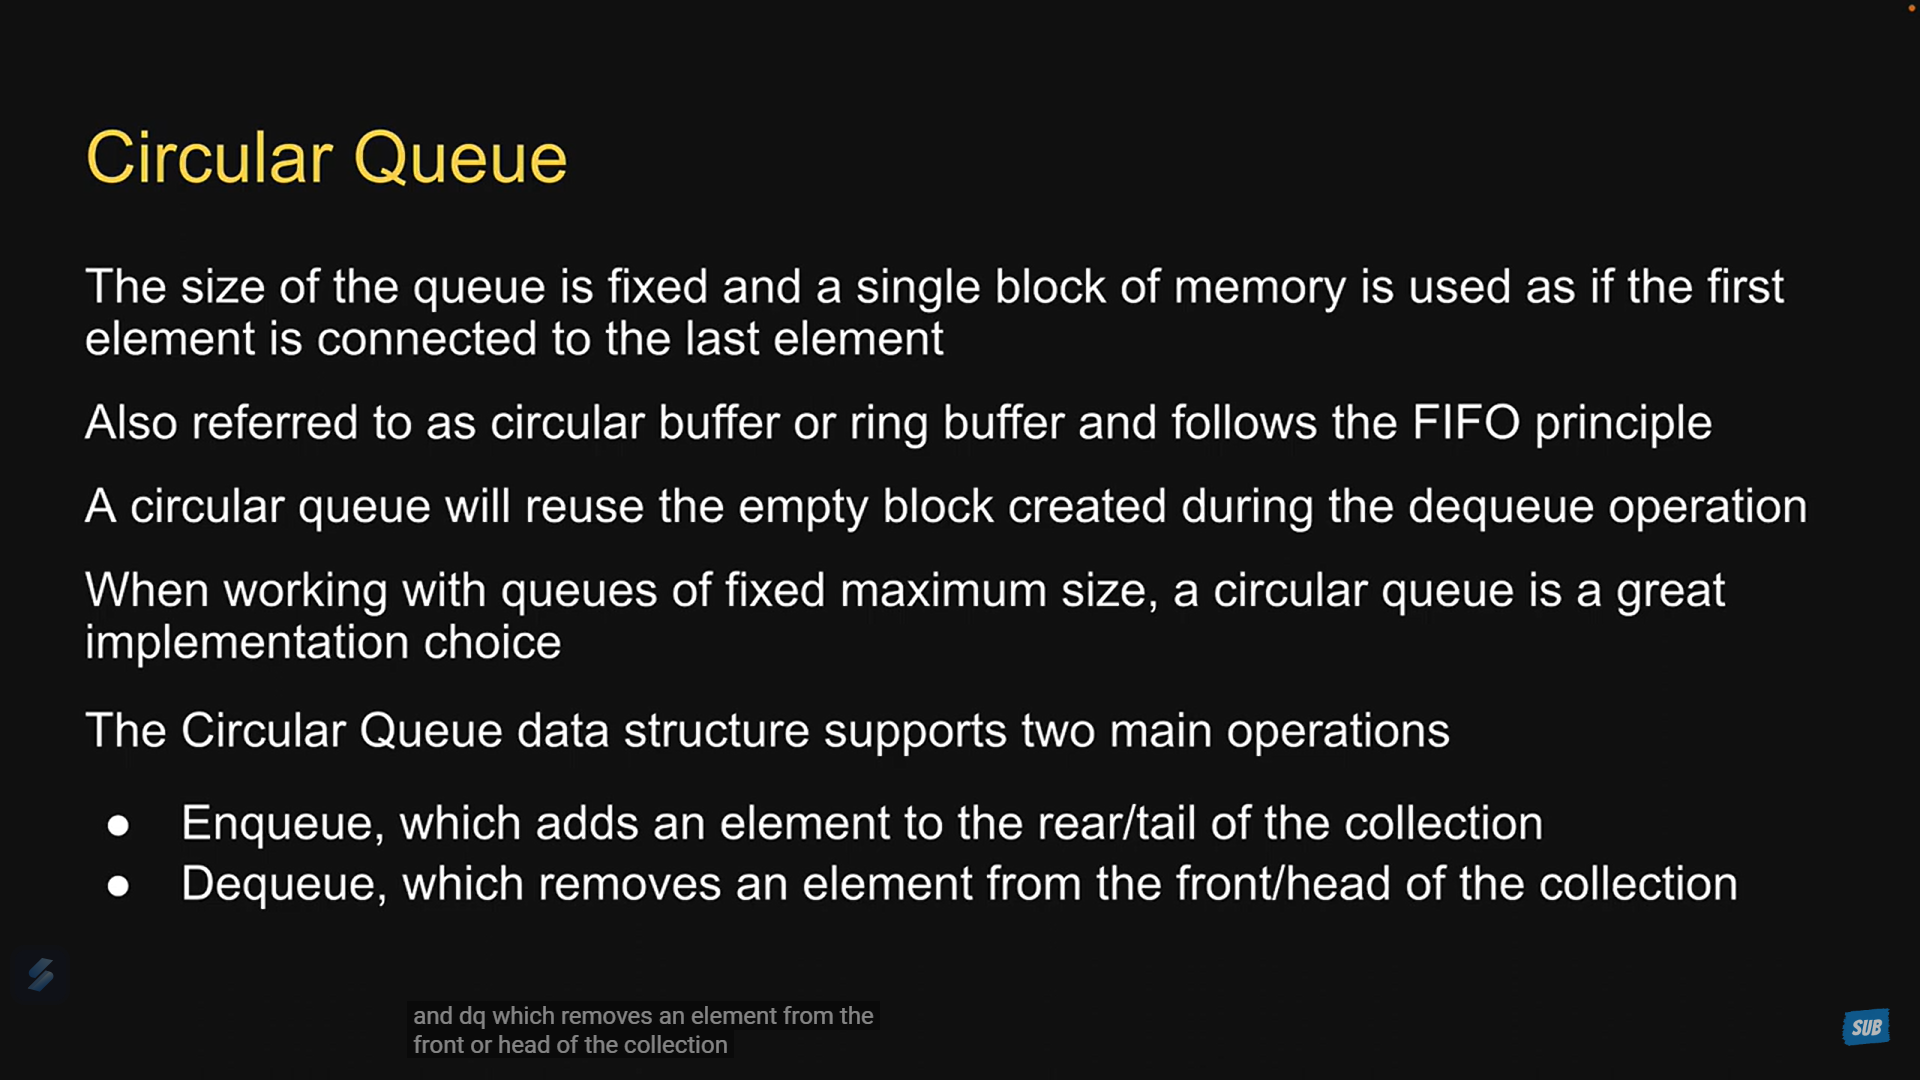 Circular Queue
The size of the queue is fixed and a single block of memory is used as if the first
element is connected to the last element
Also referred to as circular buffer or ring buffer and follows the FIFO principle
A circular queue will reuse the empty block created during the dequeue operation
When working with queues of fixed maximum size, a circular queue is a great
implementation choice
The Circular Queue data structure supports two main operations
● Enqueue, which adds an element to the rear/tail of the collection
● Dequeue, which removes an element from the front/head of the collection
and dq which removes an element from the
front or head of the collection
SUB